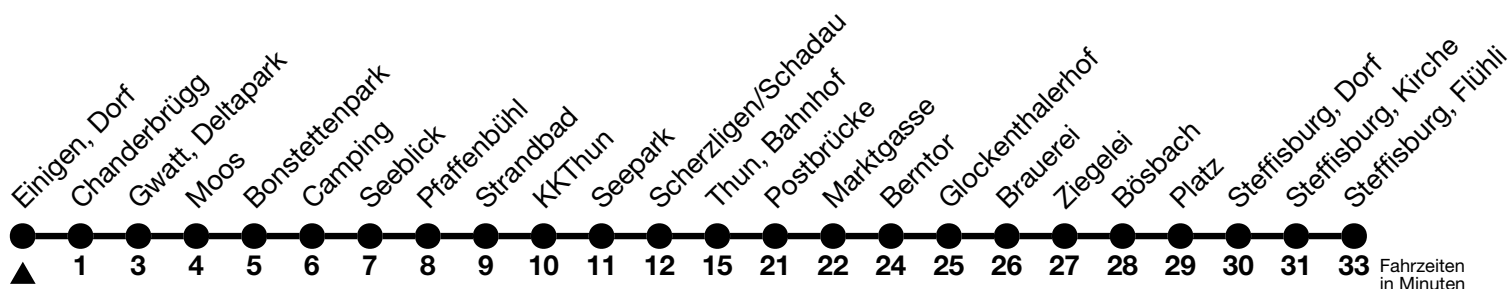 Einigen, Dorf
Chanderbrügg
Gwatt, Deltapark
Moos
Bonstettenpark
Camping
Seeblick
Pfaffenbühl
Strandbad
KKThun
Seepark
Scherzligen/Schadau
Thun, Bahnhof
Postbrücke
Marktgasse
Berntor
Glockenthalerhof
Brauerei
Ziegelei
Bösbach
Platz
Steffisburg, Dorf
Steffisburg, Kirche
Steffisburg, Flühli
1 3 4 5 6 7 8 9 10 11 12 15 21 22 24 25 26 27 28 29 30 31 33
Fahrzeiten
in Minuten